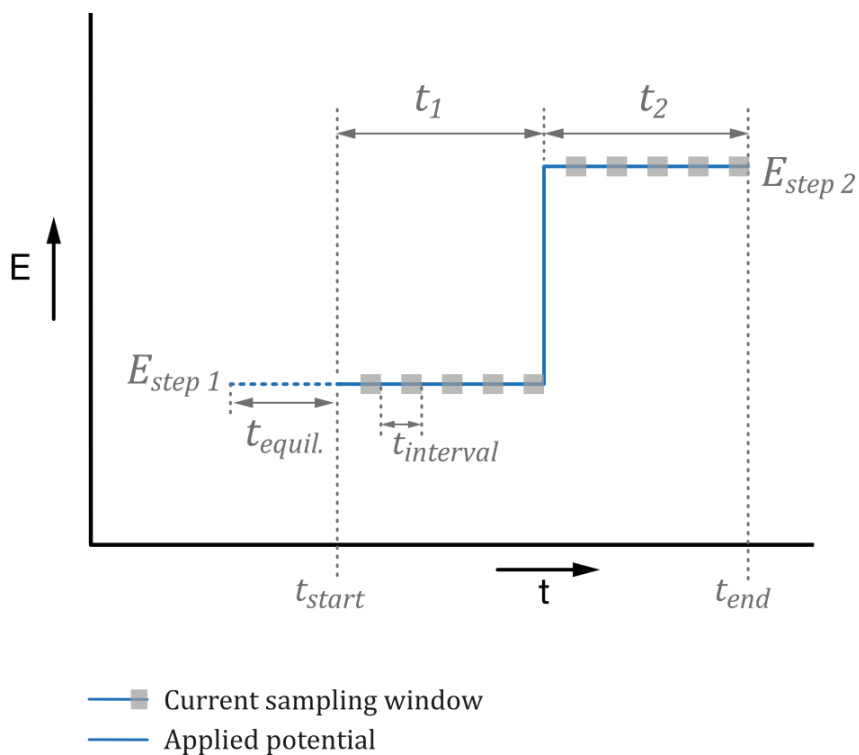 t1 t2
Estep 2
E
Estep 1
tequil. tinterval
tstart t tend
Current sampling window
Applied potential